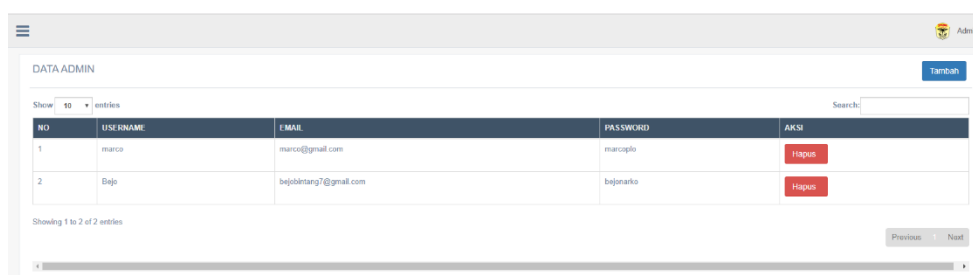 Adm
DATA ADMIN
Tambah
Show 10 entries
Search:
NO USERNAME EMAIL PASSWORD AKSI
1 marco marco@gmail.com marcoplo Hapus
2 Bejo bejobintang7@gmail.com bejonarko Hapus
Showing 1 to 2 of 2 entries
Previous 1 Next